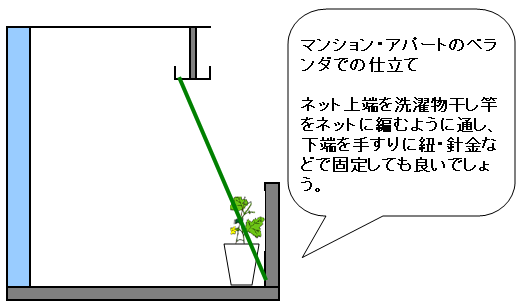 マンション・アパートのベラ
ンダでの仕立て
ネット上端を洗濯物干し竿
をネットに編むように通し、
下端を手すりに紐・針金な
どで固定しても良いでしょ
う。